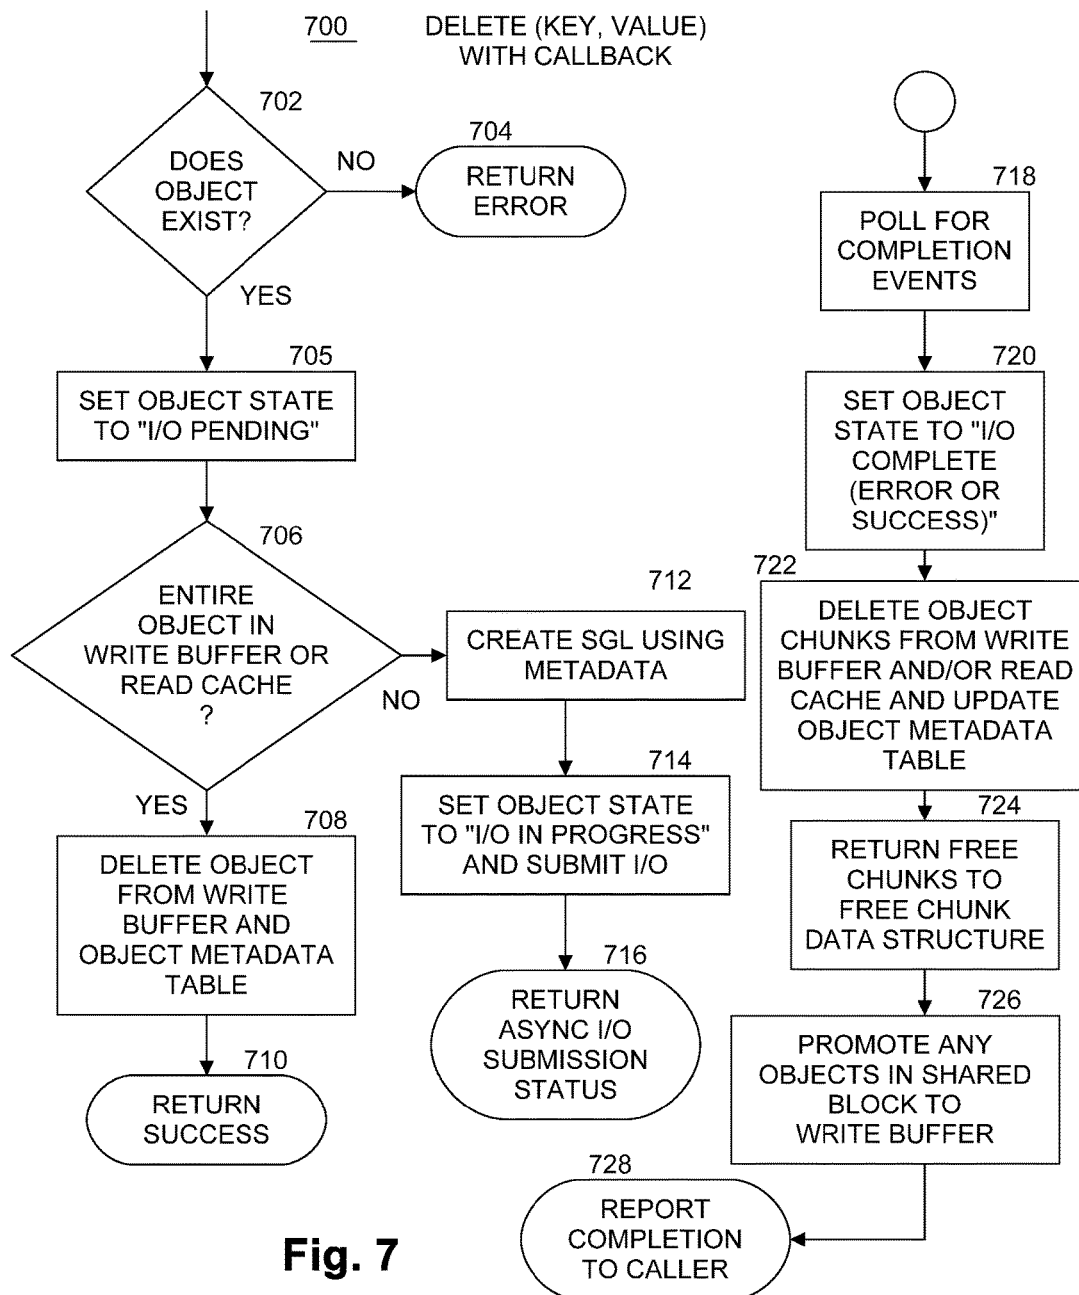 700
DELETE (KEY, VALUE)
WITH CALLBACK
702
DOES
OBJECT
EXIST?
NO
704
RETURN
ERROR
YES
705
SET OBJECT STATE
TO "I/O PENDING"
706
ENTIRE
OBJECT IN
WRITE BUFFER OR
READ CACHE
?
NO
YES
708
DELETE OBJECT
FROM WRITE
BUFFER AND
OBJECT METADATA
TABLE
710
RETURN
SUCCESS
712
CREATE SGL USING
METADATA
714
SET OBJECT STATE
TO "I/O IN PROGRESS"
AND SUBMIT I/O
716
RETURN
ASYNC I/O
SUBMISSION
STATUS
718
POLL FOR
COMPLETION
EVENTS
720
SET OBJECT
STATE TO "I/O
COMPLETE
(ERROR OR
SUCCESS)"
722
DELETE OBJECT
CHUNKS FROM WRITE
BUFFER AND/OR READ
CACHE AND UPDATE
OBJECT METADATA
TABLE
724
RETURN FREE
CHUNKS TO
FREE CHUNK
DATA STRUCTURE
726
PROMOTE ANY
OBJECTS IN SHARED
BLOCK TO
WRITE BUFFER
728
REPORT
COMPLETION
TO CALLER
Fig. 7